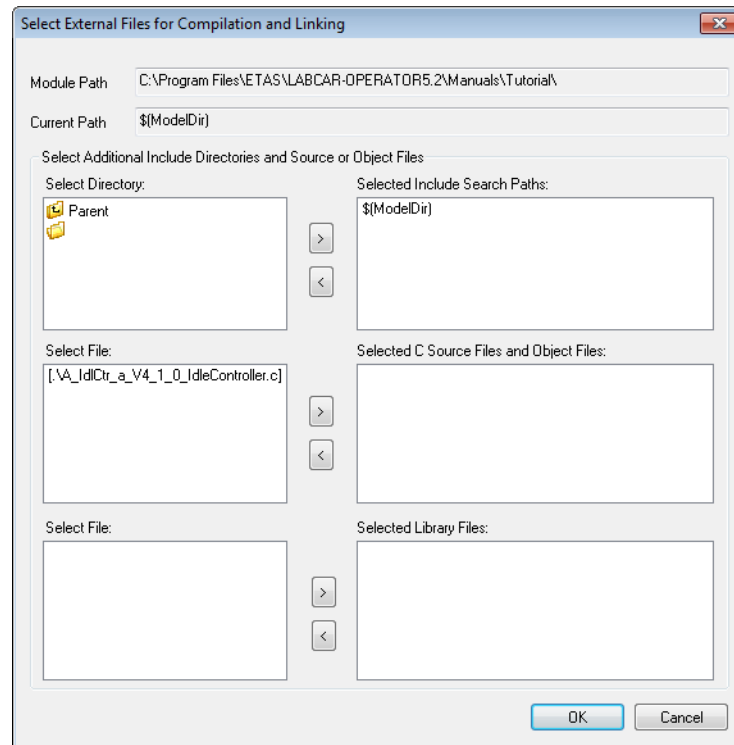 Select External Files for Compilation and Linking
Module Path C:\Program Files\ETAS\LABCAR-OPERATOR5.2\Manuals\Tutorial\
Current Path $(ModelDir)
Select Additional Include Directories and Source or Object Files
Select Directory: Selected Include Search Paths:
Parent $(ModelDir)
>
<
Select File: Selected C Source Files and Object Files:
[.\A_IdlCtr_a_V4_1_0_IdleController.c]
>
<
Select File: Selected Library Files:
>
<
OK Cancel